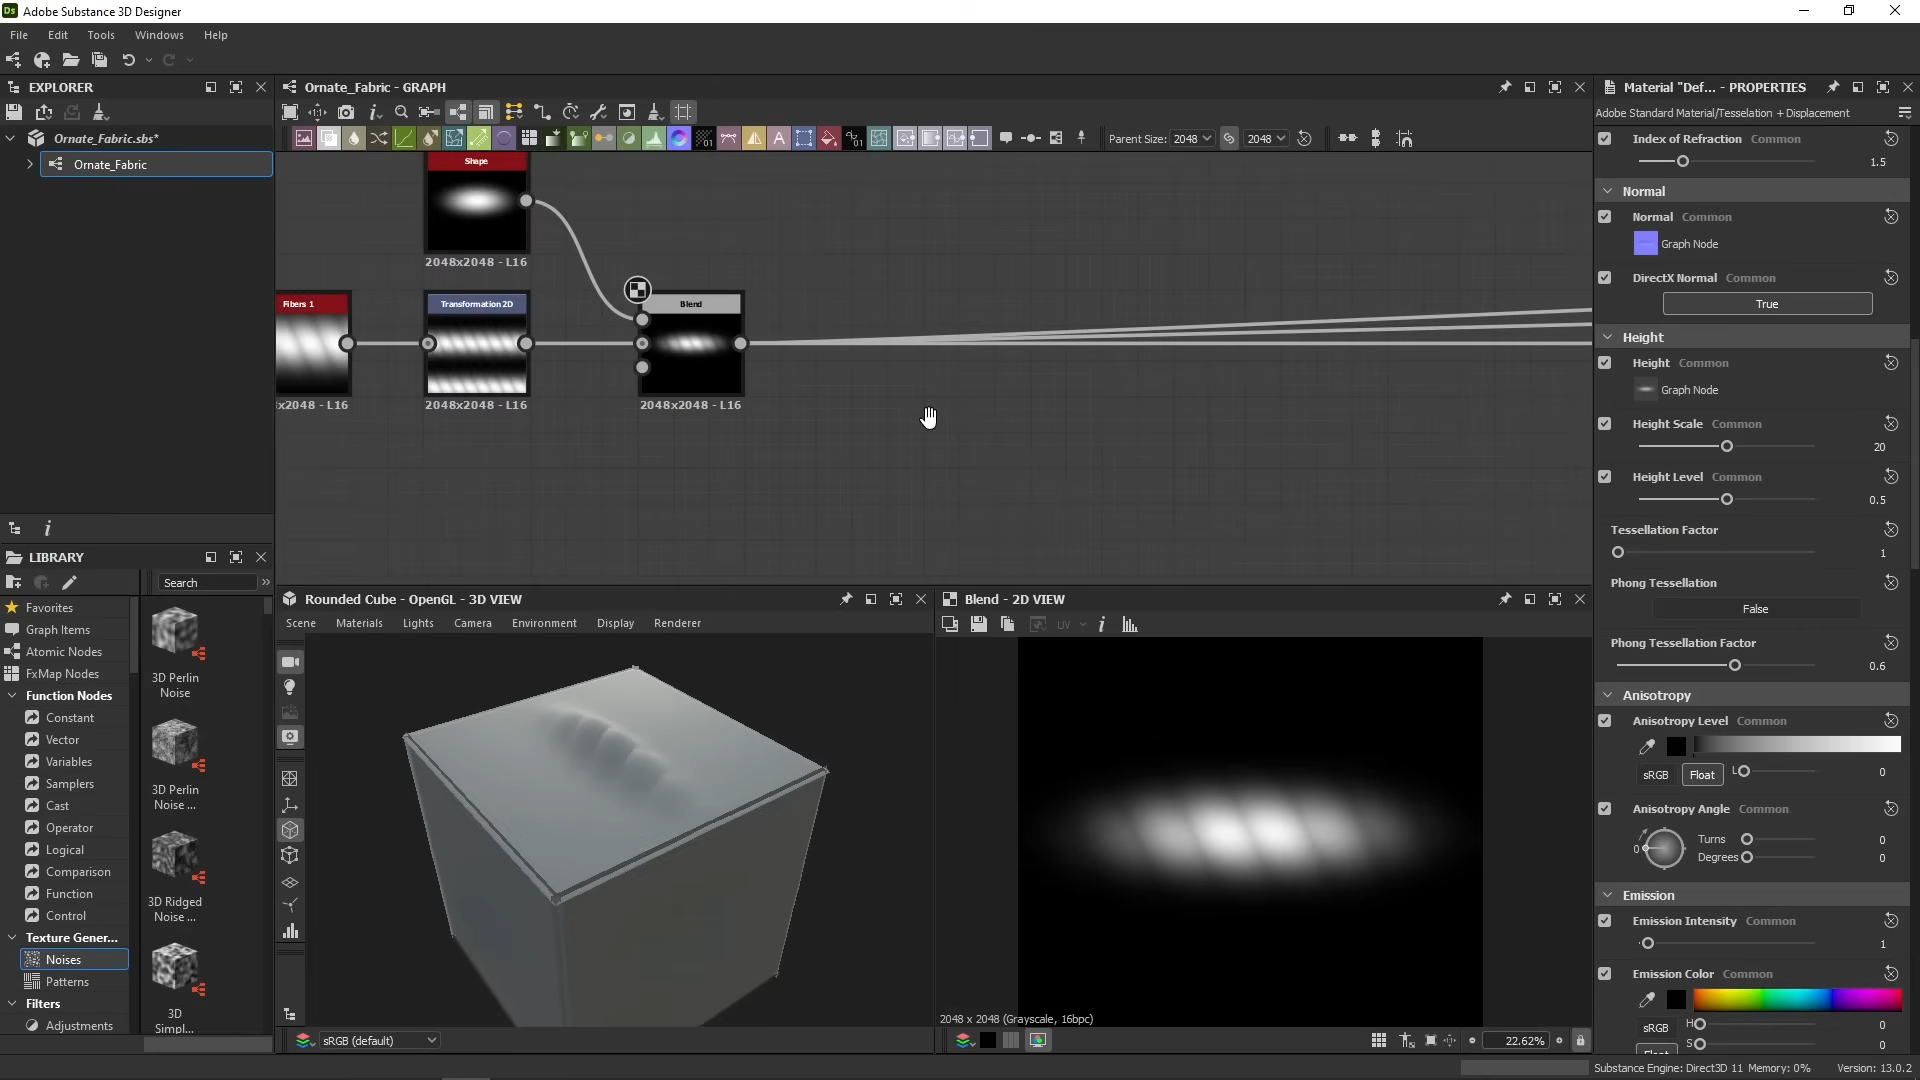 Adobe Substance 3D Designer
File Edit Tools Windows Help
EXPLORER
Ornate_Fabric.sbs*
Ornate_Fabric
Ornate_Fabric - GRAPH
Parent Size: 2048 2048
Shape
2048x2048 - L16
Fibers 1
x2048 - L16
Transformation 2D
2048x2048 - L16
Blend
2048x2048 - L16
LIBRARY
Search
Favorites
Graph Items
Atomic Nodes
FxMap Nodes
Function Nodes
Constant
Vector
Variables
Samplers
Cast
Operator
Logical
Comparison
Function
Control
Texture Gener...
Noises
Patterns
Filters
Adjustments
3D Perlin
Noise
3D Perlin
Noise ...
3D Ridged
Noise ...
3D
Simpl...
Rounded Cube - OpenGL - 3D VIEW
Scene Materials Lights Camera Environment Display Renderer
sRGB (default)
Blend - 2D VIEW
UV
2048 x 2048 (Grayscale, 16bpc)
22.62%
Material "Def... - PROPERTIES
Adobe Standard Material/Tesselation + Displacement
Index of Refraction Common
1.5
Normal
Normal Common
Graph Node
DirectX Normal Common
True
Height
Height Common
Graph Node
Height Scale Common
20
Height Level Common
0.5
Tessellation Factor
1
Phong Tessellation
False
Phong Tessellation Factor
0.6
Anisotropy
Anisotropy Level Common
sRGB Float L 0
Anisotropy Angle Common
0 Turns 0
Degrees 0
Emission
Emission Intensity Common
1
Emission Color Common
sRGB H 0
Float S 0
Substance Engine: Direct3D 11 Memory: 0% Version: 13.0.2